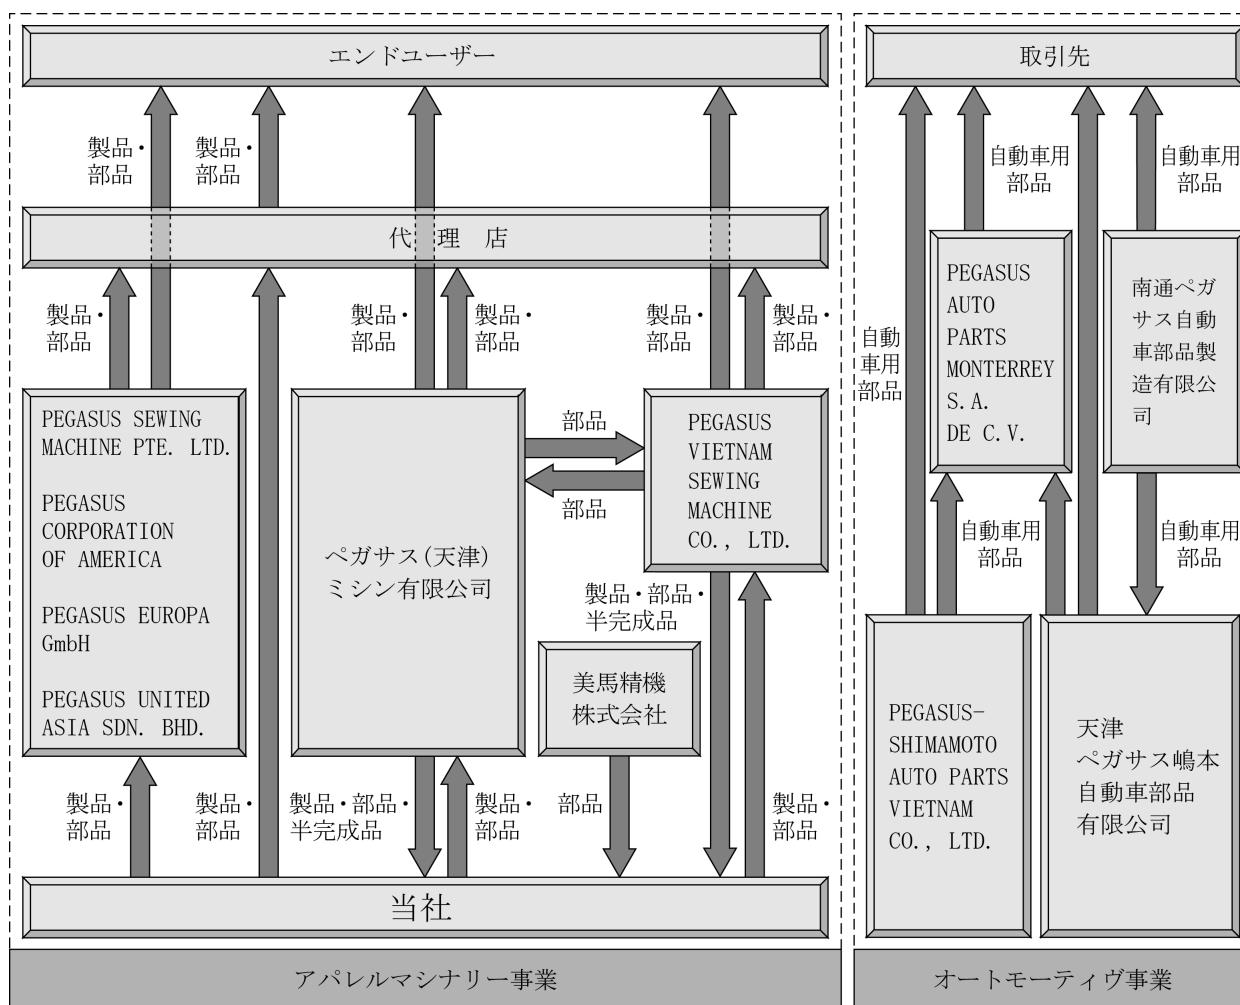 エンドユーザー
製品・
部品
製品・
部品
代理店
製品・
部品
製品・
部品
製品・
部品
製品・
部品
製品・
部品
PEGASUS SEWING
MACHINE PTE. LTD.
PEGASUS
CORPORATION
OF AMERICA
PEGASUS EUROPA
GmbH
PEGASUS UNITED
ASIA SDN. BHD.
ペガサス(天津)
ミシン有限公司
部品
部品
PEGASUS
VIETNAM
SEWING
MACHINE
CO., LTD.
製品・部品・
半完成品
美馬精機
株式会社
製品・
部品
製品・
部品
製品・部品・
半完成品
製品・
部品
部品
製品・
部品
当社
アパレルマシナリー事業
取引先
自動車用
部品
自動車用
部品
自動
車用
部品
PEGASUS
AUTO
PARTS
MONTERREY
S.A.
DE C.V.
南通ペガ
サス自動
車部品製
造有限公
司
自動車用
部品
自動車用
部品
PEGASUS-
SHIMAMOTO
AUTO PARTS
VIETNAM
CO., LTD.
天津
ペガサス嶋本
自動車部品
有限公司
オートモーティヴ事業